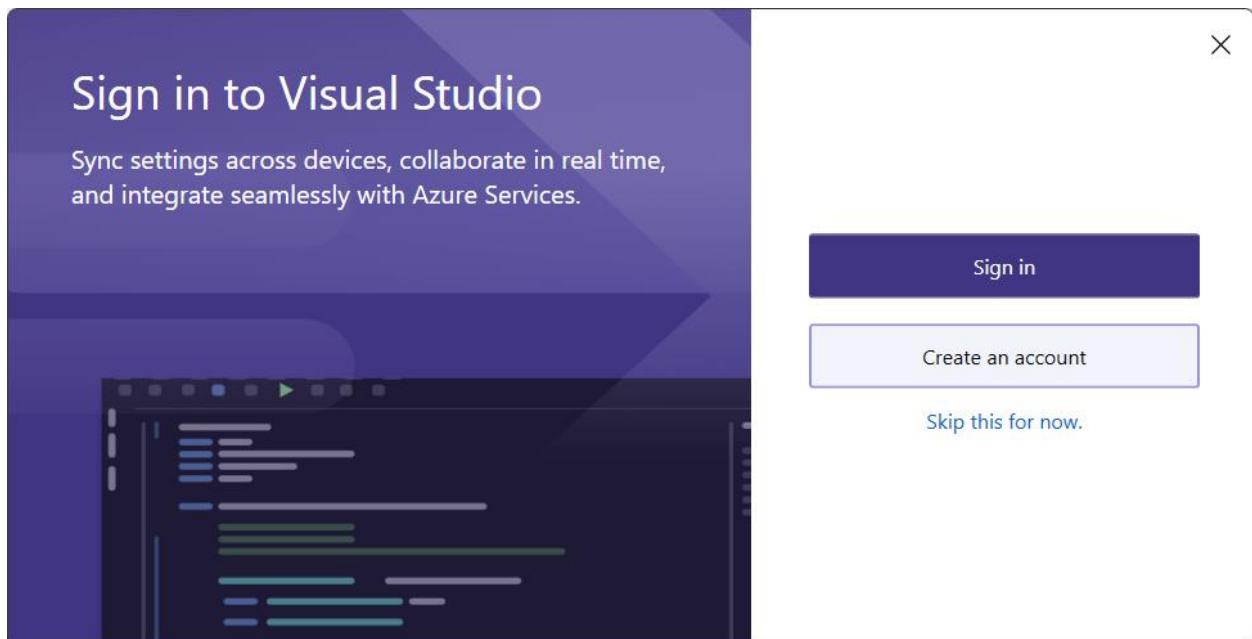 Sign in to Visual Studio
Sync settings across devices, collaborate in real time,
and integrate seamlessly with Azure Services.
Sign in
Create an account
Skip this for now.